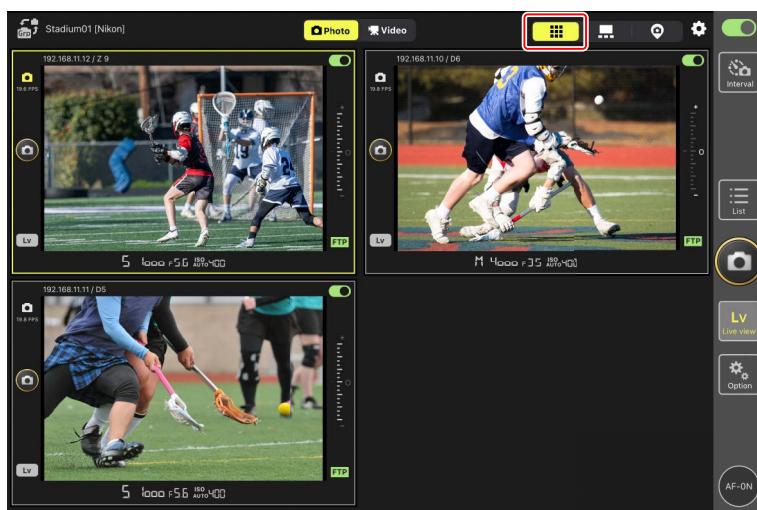 Grp Stadium01 [Nikon] Photo Video
192.168.11.12 / Z 9
19.6 FPS
Lv FTP
S 1000 F5.6 ISO AUTO 400
192.168.11.10 / D6
19.8 FPS
Lv FTP
M 4000 F3.5 ISO AUTO 400
192.168.11.11 / D5
19.8 FPS
Lv FTP
S 1000 F5.6 ISO AUTO 400
Interval
List
Lv
Live view
Option
AF-ON